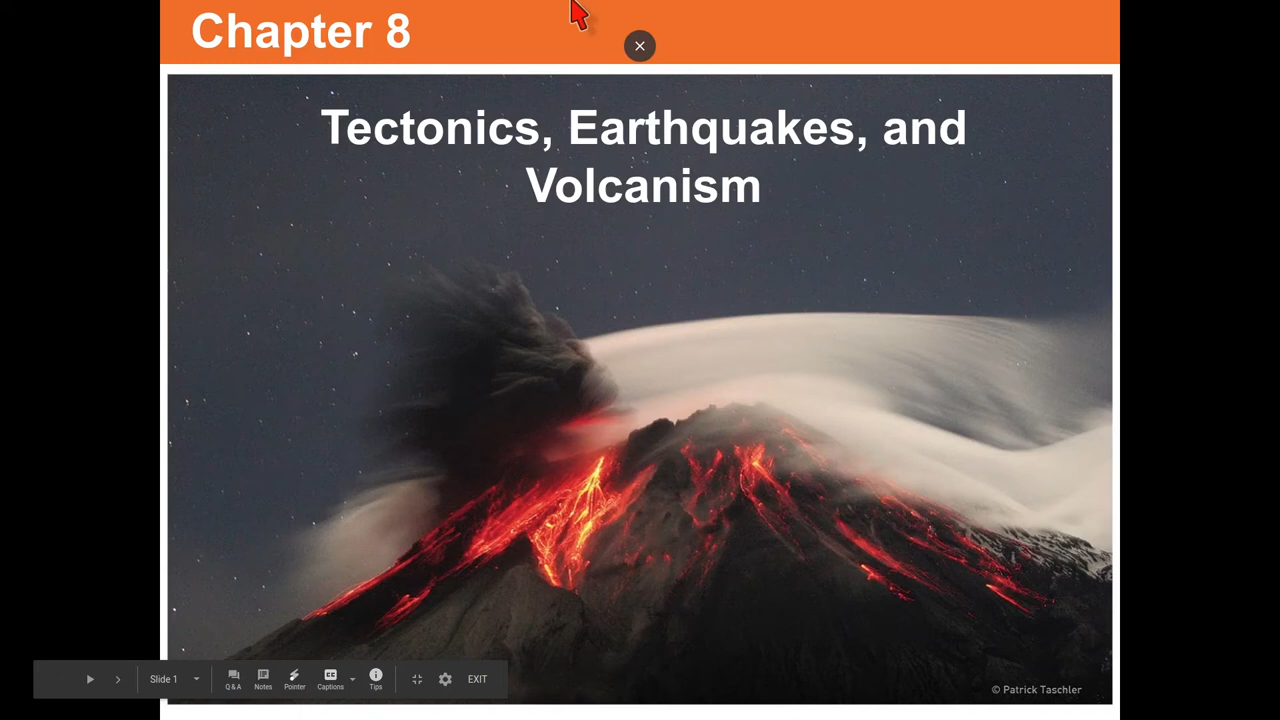 Chapter 8
Tectonics, Earthquakes, and
Volcanism
© Patrick Taschler
Slide 1
Q&A
Notes
Pointer
Captions
Tips
EXIT